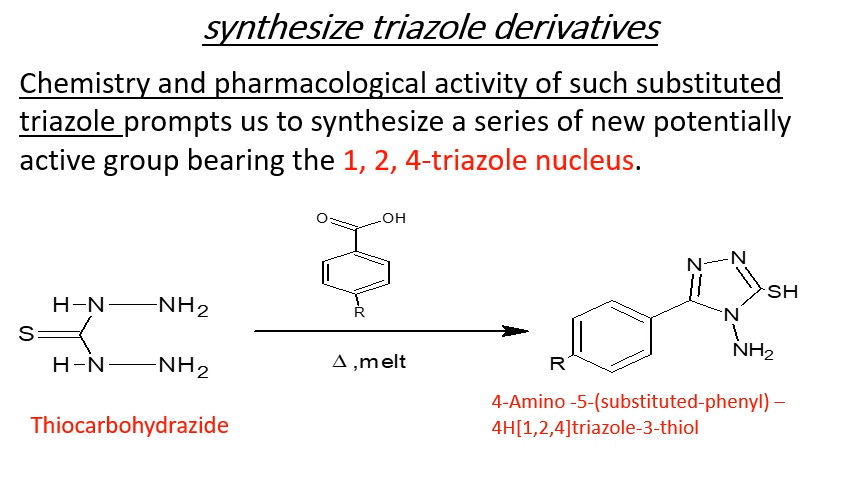 synthesize triazole derivatives
Chemistry and pharmacological activity of such substituted
triazole prompts us to synthesize a series of new potentially
active group bearing the 1, 2, 4-triazole nucleus.
O OH
R
H-N NH2
S
H-N NH2
Δ ,melt
N N
SH
N
NH2
R
Thiocarbohydrazide
4-Amino -5-(substituted-phenyl) –
4H[1,2,4]triazole-3-thiol